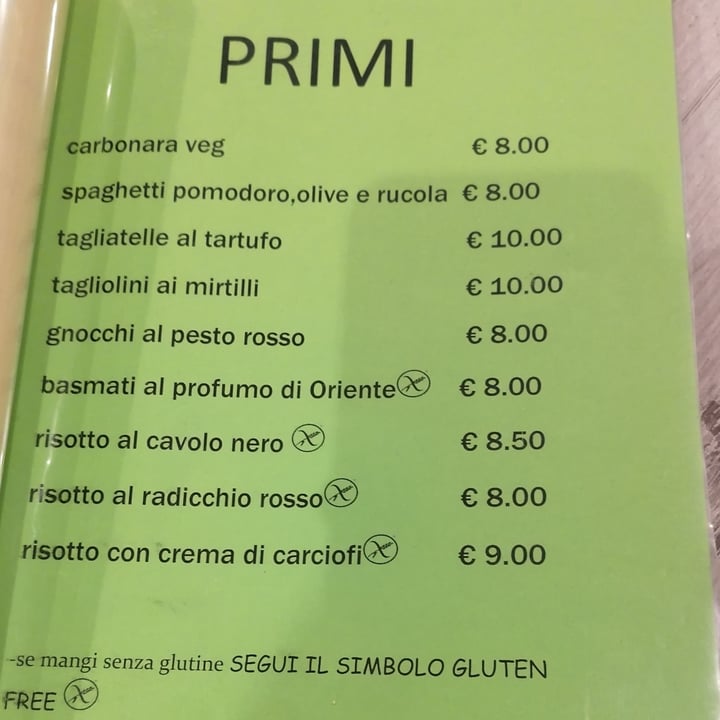 PRIMI
carbonara veg € 8.00
spaghetti pomodoro,olive e rucola € 8.00
tagliatelle al tartufo € 10.00
tagliolini ai mirtilli € 10.00
gnocchi al pesto rosso € 8.00
basmati al profumo di Oriente € 8.00
risotto al cavolo nero € 8.50
risotto al radicchio rosso € 8.00
risotto con crema di carciofi € 9.00
-se mangi senza glutine SEGUI IL SIMBOLO GLUTEN
FREE